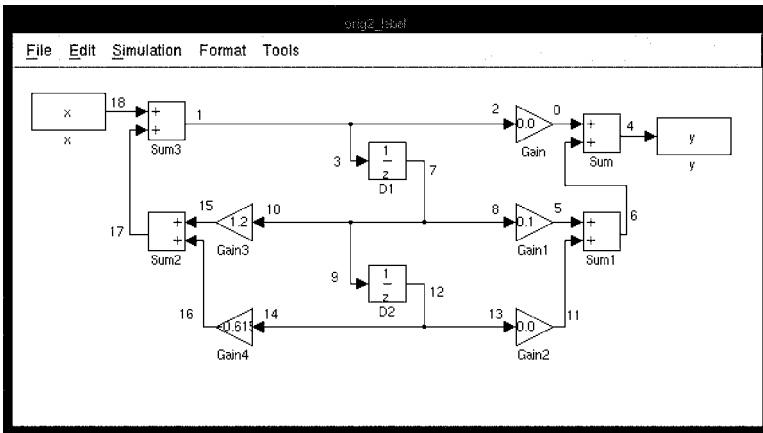 orig2_label
File Edit Simulation Format Tools
x
18
+
+
1
2
0.0
0
+
+
4
y
x
Sum3
Gain
Sum
y
3
1
z
7
D1
17
+
+
15
1.2
10
8
0.1
5
+
+
6
Sum2
Gain3
Gain1
Sum1
9
1
z
12
D2
16
-0.615
14
13
0.0
11
Gain4
Gain2